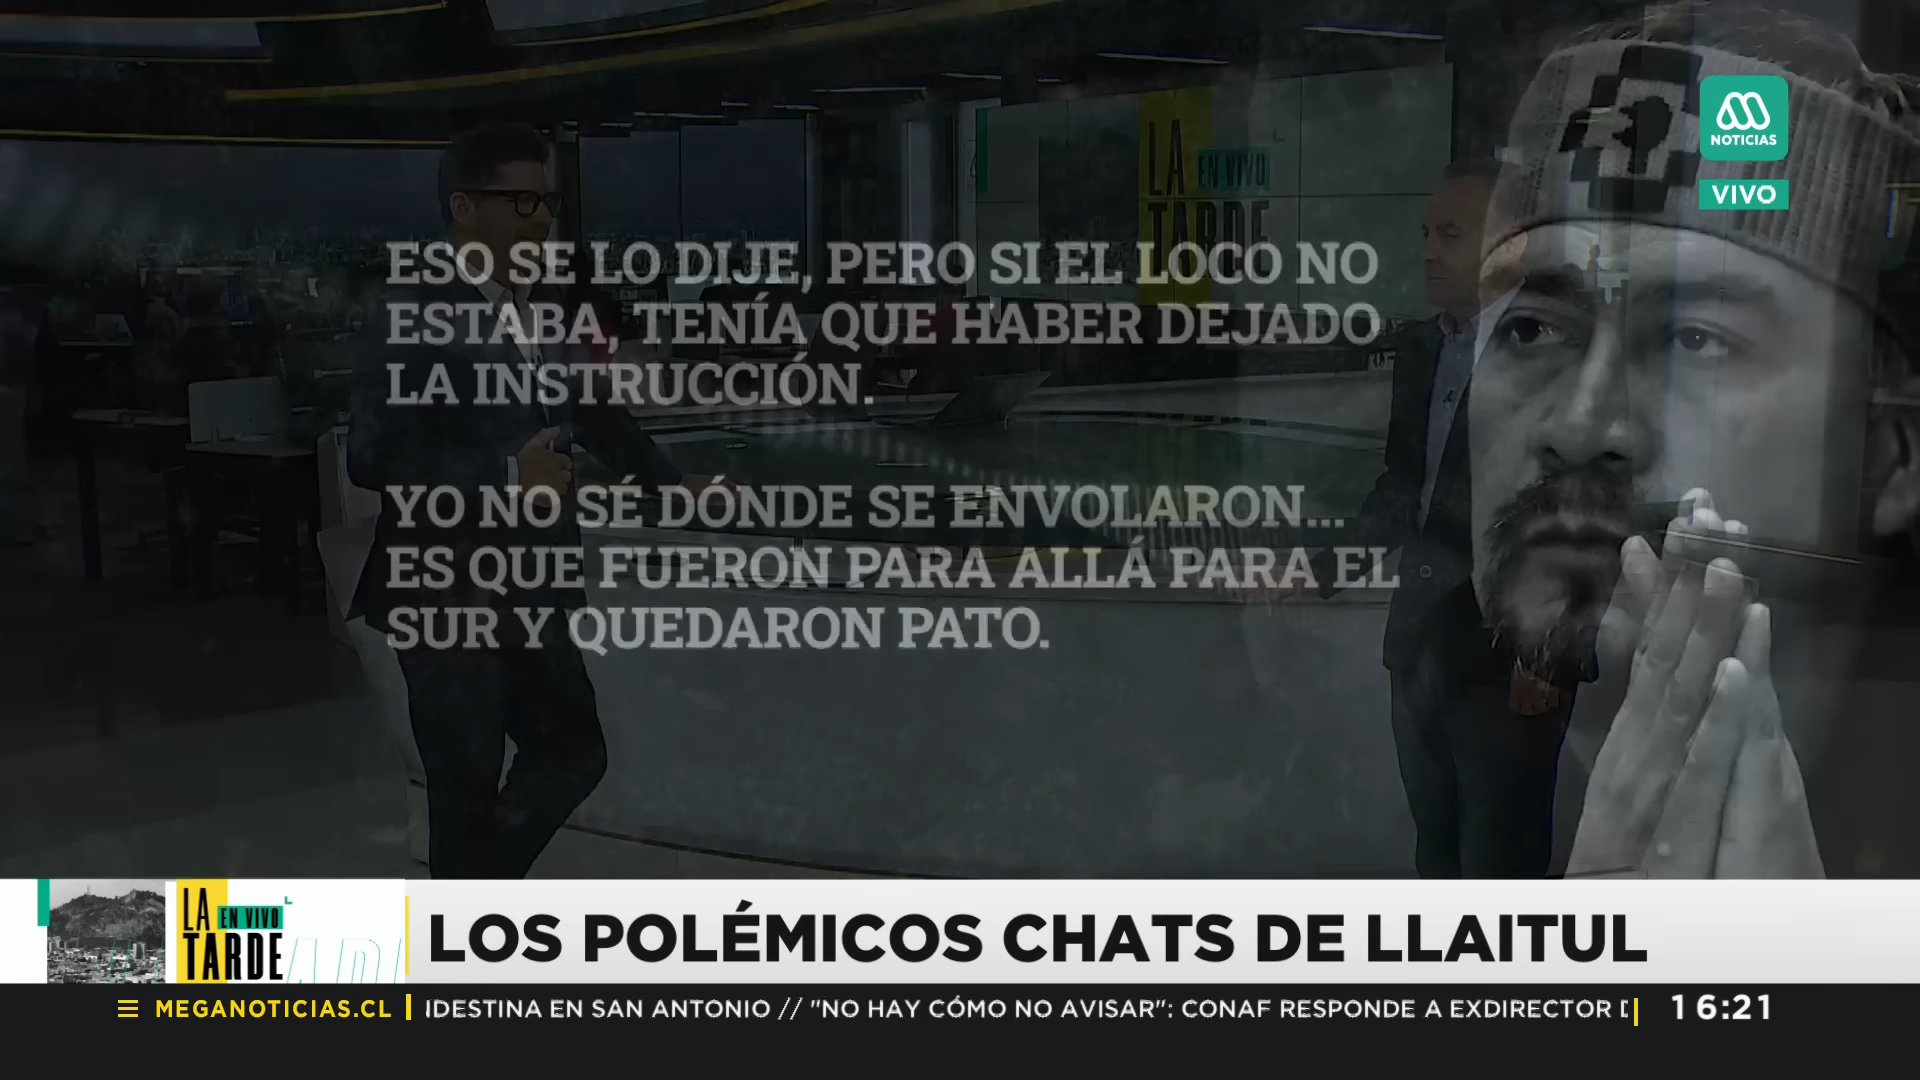 NOTICIAS
VIVO
LA
EN VIVO
TARDE
ESO SE LO DIJE, PERO SI EL LOCO NO
ESTABA, TENÍA QUE HABER DEJADO
LA INSTRUCCIÓN.
YO NO SÉ DÓNDE SE ENVOLARON...
ES QUE FUERON PARA ALLÁ PARA EL
SUR Y QUEDARON PATO.
LA
EN VIVO
TARDE
LOS POLÉMICOS CHATS DE LLAITUL
MEGANOTICIAS.CL
IDESTINA EN SAN ANTONIO // "NO HAY CÓMO NO AVISAR": CONAF RESPONDE A EXDIRECTOR
16:21